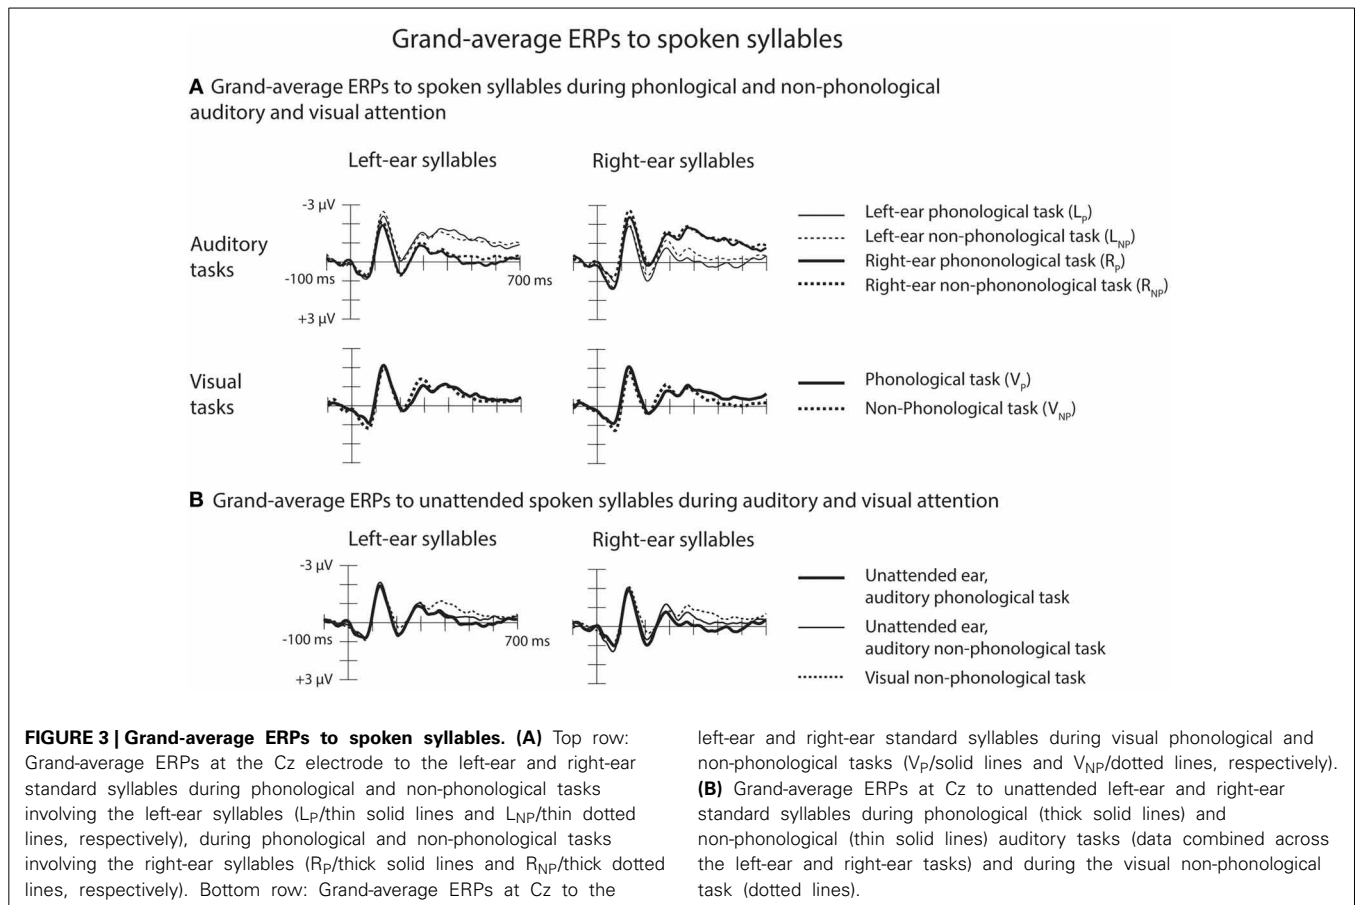 Grand-average ERPs to spoken syllables
A Grand-average ERPs to spoken syllables during phonlogical and non-phonological
auditory and visual attention
Left-ear syllables
Right-ear syllables
-3 µV
Auditory
tasks
-100 ms
700 ms
+3 µV
Left-ear phonological task (LP)
Left-ear non-phonological task (LNP)
Right-ear phononological task (RP)
Right-ear non-phononological task (RNP)
Visual
tasks
Phonological task (VP)
Non-Phonological task (VNP)
B Grand-average ERPs to unattended spoken syllables during auditory and visual attention
Left-ear syllables
Right-ear syllables
-3 µV
-100 ms
700 ms
+3 µV
Unattended ear,
auditory phonological task
Unattended ear,
auditory non-phonological task
Visual non-phonological task
FIGURE 3 | Grand-average ERPs to spoken syllables. (A) Top row:
Grand-average ERPs at the Cz electrode to the left-ear and right-ear
standard syllables during phonological and non-phonological tasks
involving the left-ear syllables (LP/thin solid lines and LNP/thin dotted
lines, respectively), during phonological and non-phonological tasks
involving the right-ear syllables (RP/thick solid lines and RNP/thick dotted
lines, respectively). Bottom row: Grand-average ERPs at Cz to the
left-ear and right-ear standard syllables during visual phonological and
non-phonological tasks (VP/solid lines and VNP/dotted lines, respectively).
(B) Grand-average ERPs at Cz to unattended left-ear and right-ear
standard syllables during phonological (thick solid lines) and
non-phonological (thin solid lines) auditory tasks (data combined across
the left-ear and right-ear tasks) and during the visual non-phonological
task (dotted lines).